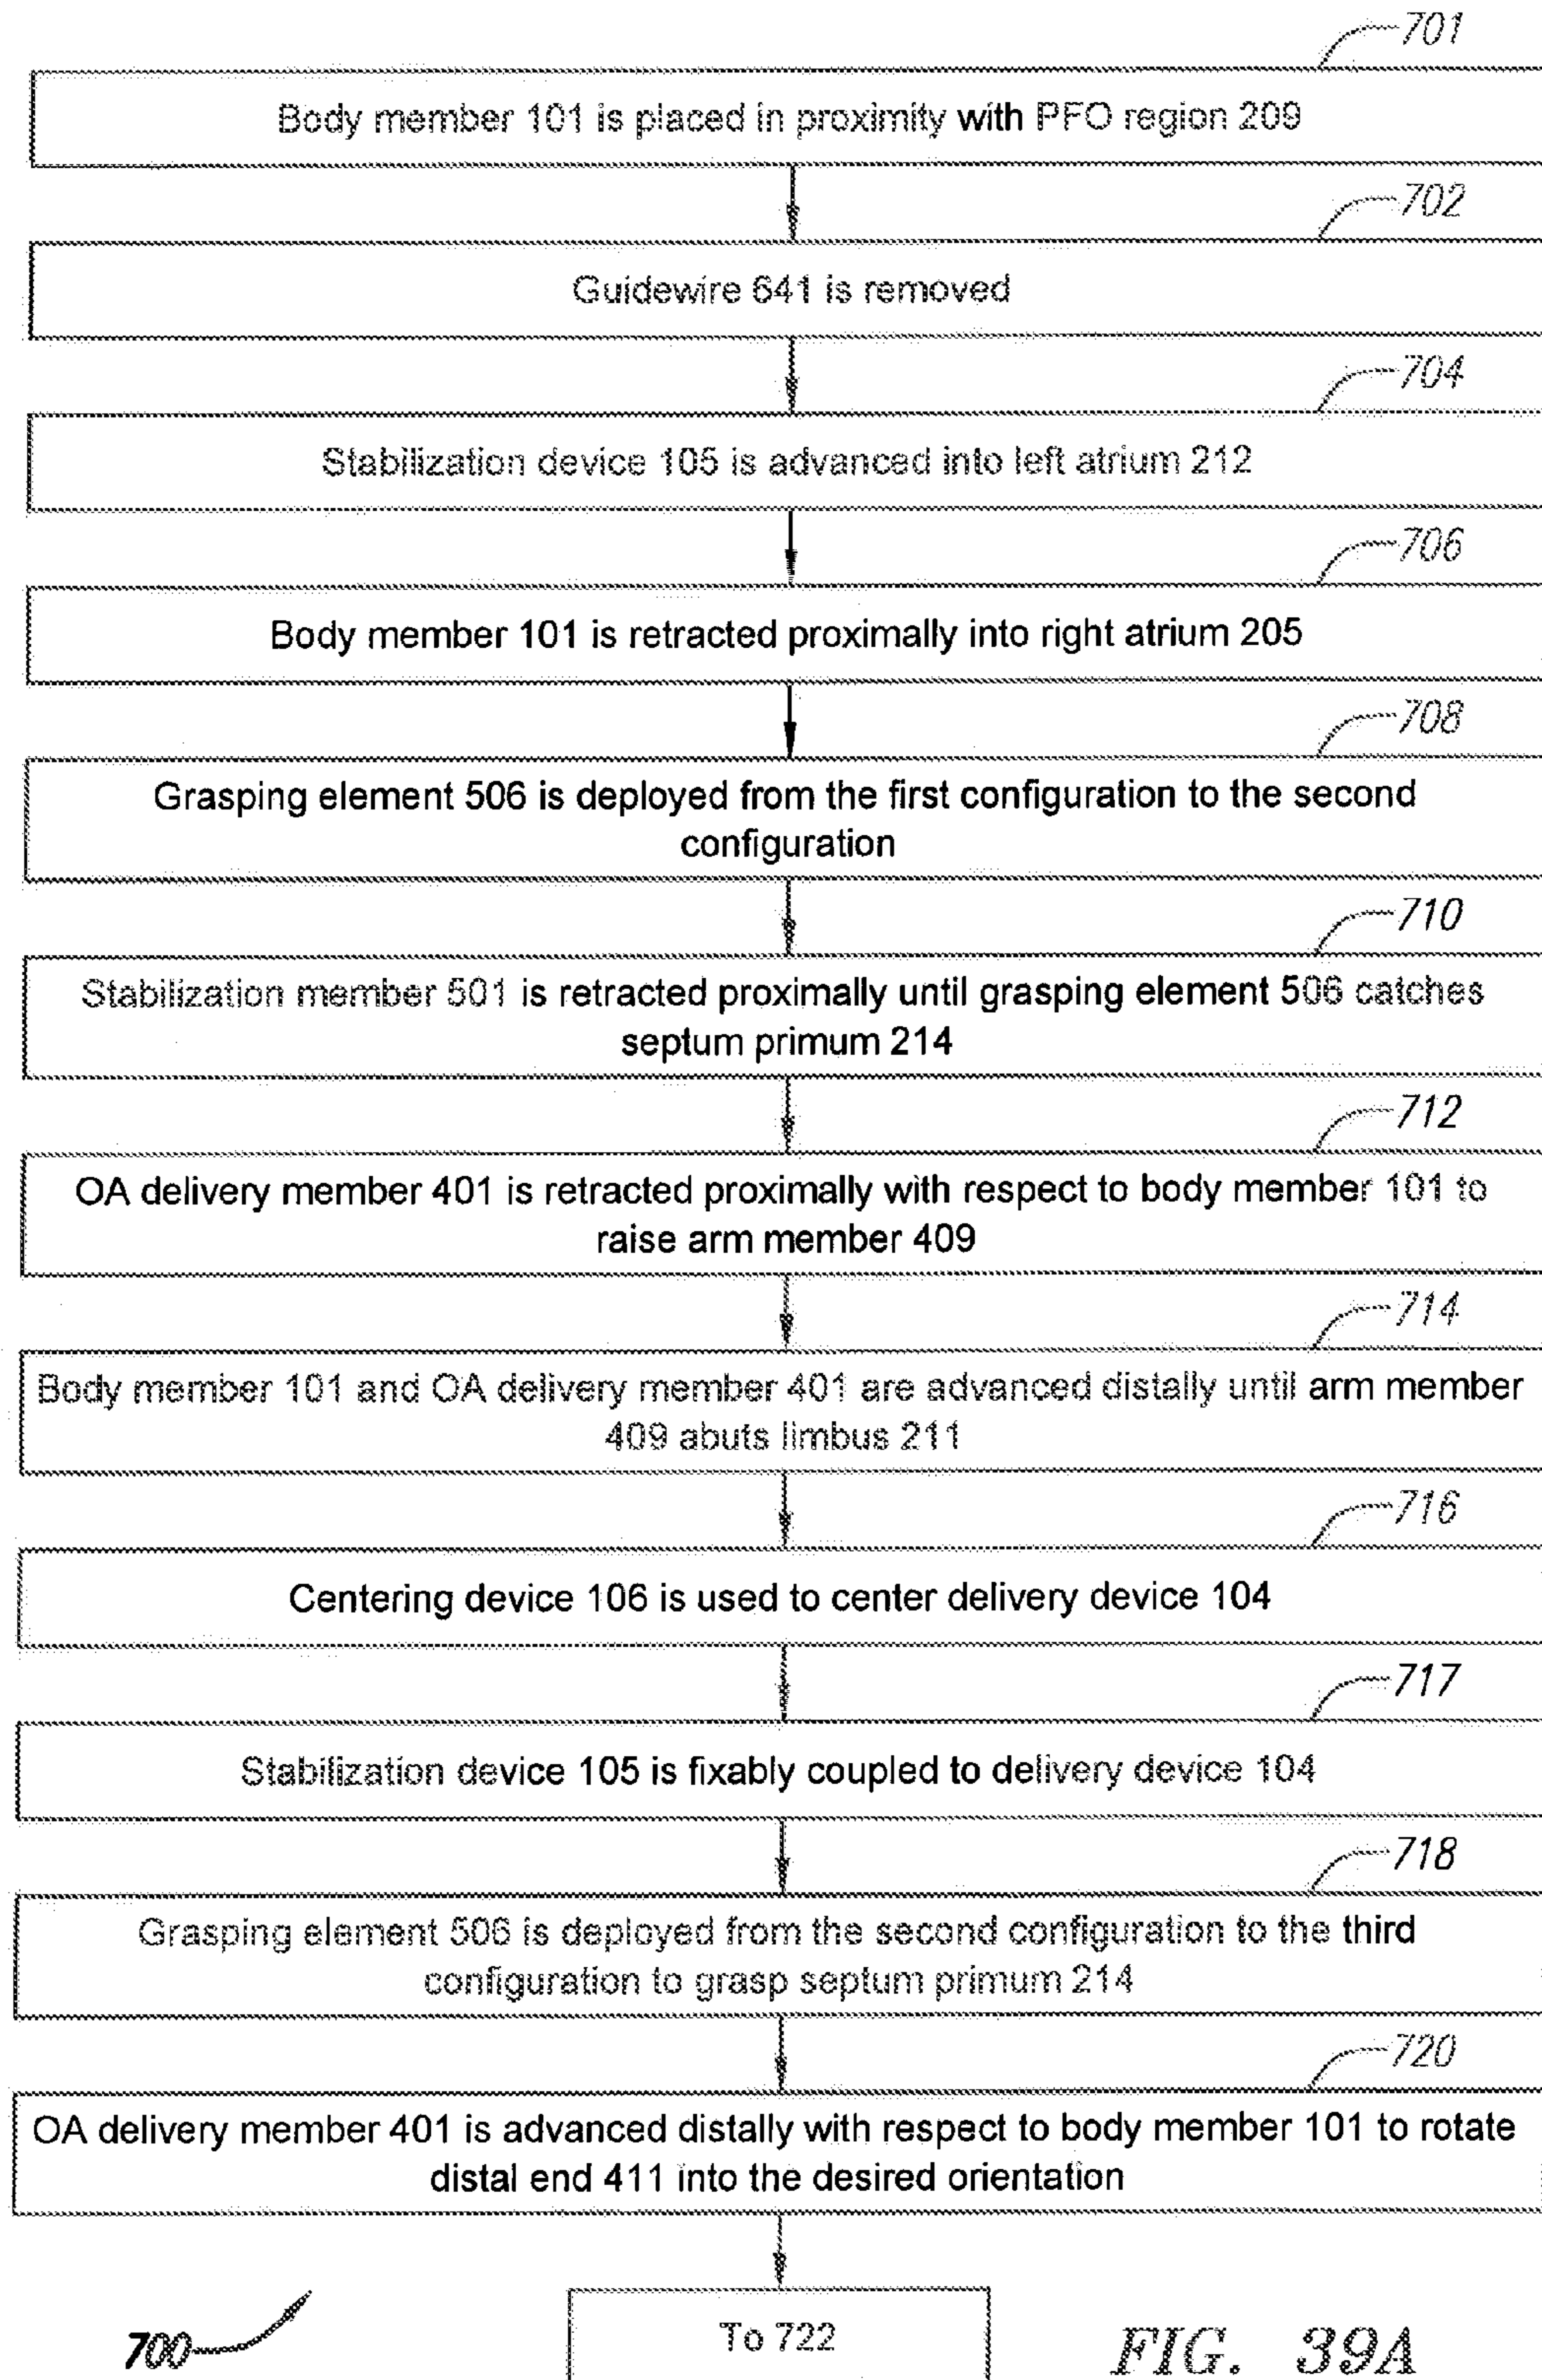 701
Body member 101 is placed in proximity with PFO region 209
702
Guidewire 641 is removed
704
Stabilization device 105 is advanced into left atrium 212
706
Body member 101 is retracted proximally into right atrium 205
708
Grasping element 506 is deployed from the first configuration to the second
configuration
710
Stabilization member 501 is retracted proximally until grasping element 506 catches
septum primum 214
712
OA delivery member 401 is retracted proximally with respect to body member 101 to
raise arm member 409
714
Body member 101 and OA delivery member 401 are advanced distally until arm member
409 abuts limbus 211
716
Centering device 106 is used to center delivery device 104
717
Stabilization device 105 is fixably coupled to delivery device 104
718
Grasping element 506 is deployed from the second configuration to the third
configuration to grasp septum primum 214
720
OA delivery member 401 is advanced distally with respect to body member 101 to rotate
distal end 411 into the desired orientation
To 722
700
FIG. 39A